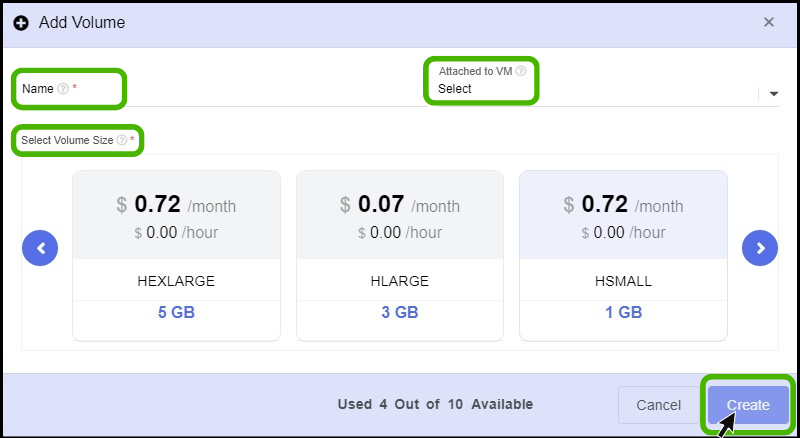 Add Volume
Attached to VM
Name *
Select
Select Volume Size *
$ 0.72 /month
$ 0.00 /hour
HEXLARGE
5 GB
$ 0.07 /month
$ 0.00 /hour
HLARGE
3 GB
$ 0.72 /month
$ 0.00 /hour
HSMALL
1 GB
Used 4 Out of 10 Available
Cancel
Create